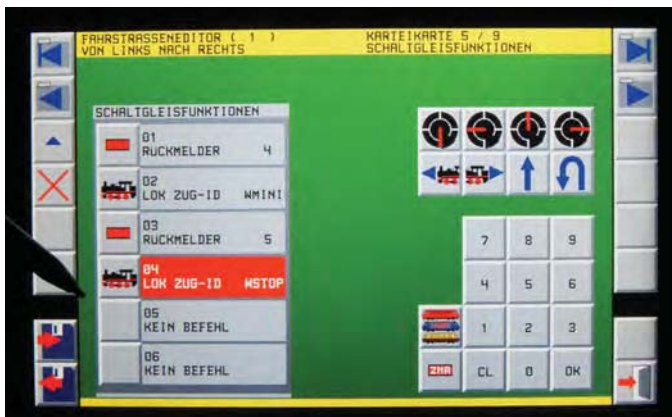 FAHRSTRASSENEDITOR ( 1 )
VON LINKS NACH RECHTS
KARTEIKARTE 5 / 9
SCHALTGLEISFUNKTIONEN
SCHALTGLEISFUNKTIONEN
01
RUCKMELDER 4
02
LOK ZUG-ID WMINI
03
RUCKMELDER 5
04
LOK ZUG-ID WSTOP
05
KEIN BEFEHL
06
KEIN BEFEHL
7 8 9
4 5 6
1 2 3
ZMA CL 0 OK